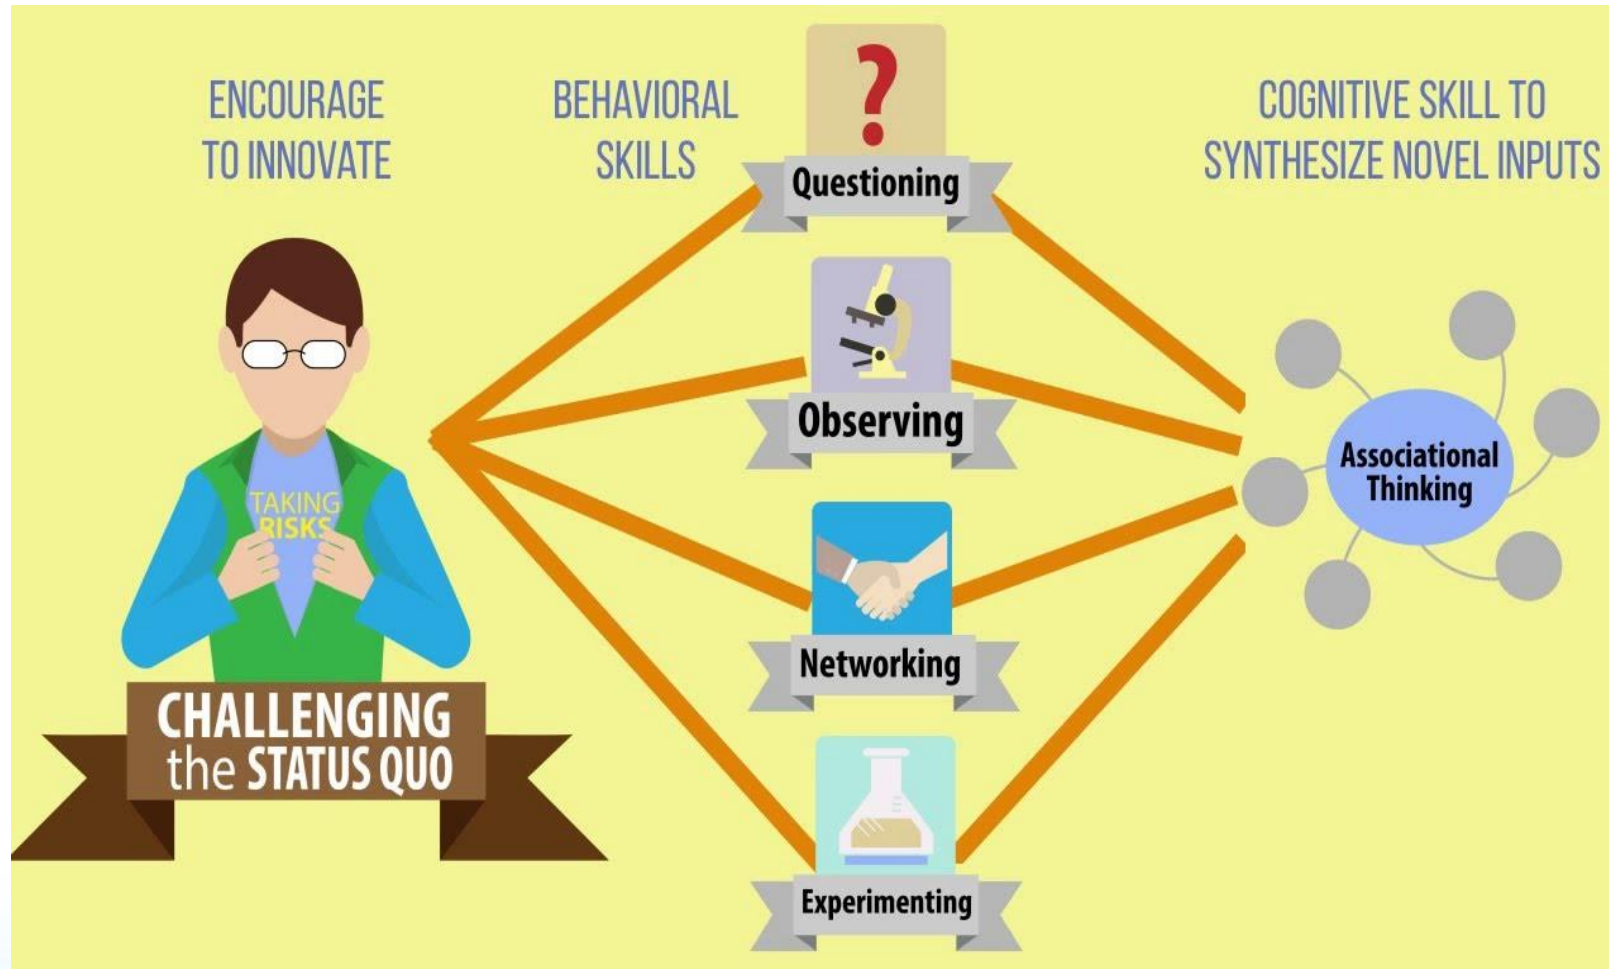 ENCOURAGE
TO INNOVATE
TAKING
RISKS
CHALLENGING
the STATUS QUO
BEHAVIORAL
SKILLS
?
Questioning
Observing
Networking
Experimenting
COGNITIVE SKILL TO
SYNTHESIZE NOVEL INPUTS
Associational
Thinking